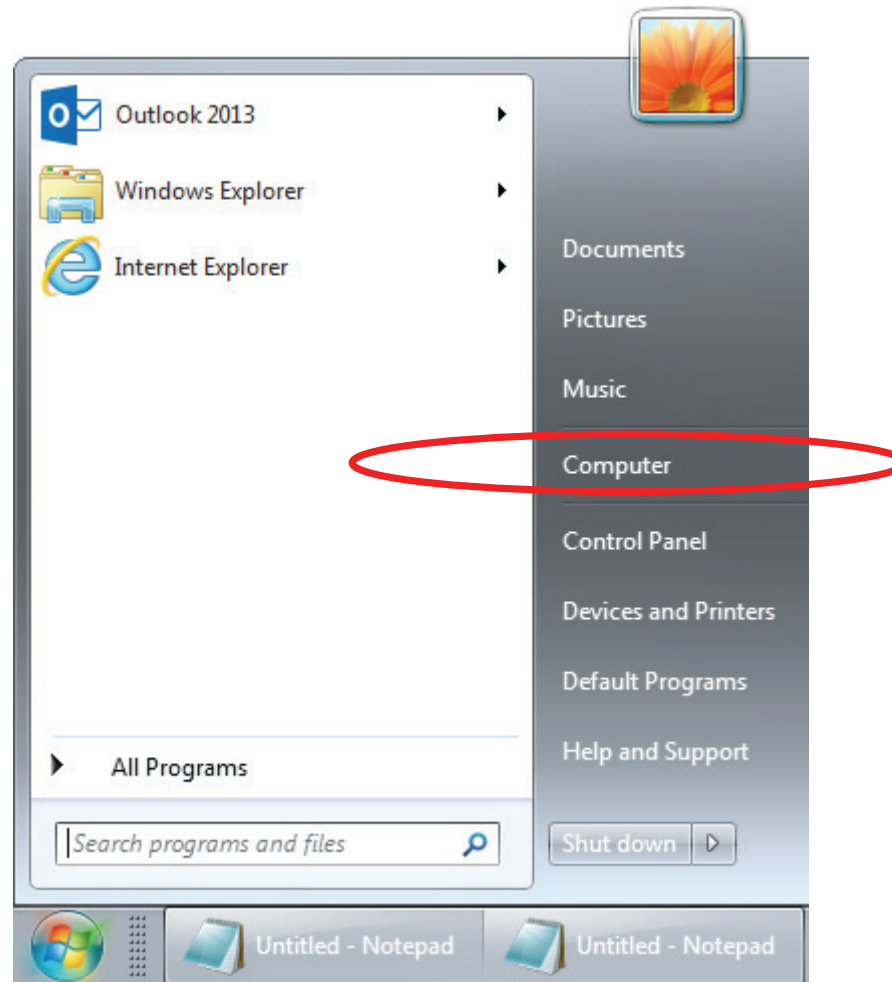 Outlook 2013
Windows Explorer
Internet Explorer
All Programs
Search programs and files
Documents
Pictures
Music
Computer
Control Panel
Devices and Printers
Default Programs
Help and Support
Shut down
Untitled - Notepad
Untitled - Notepad